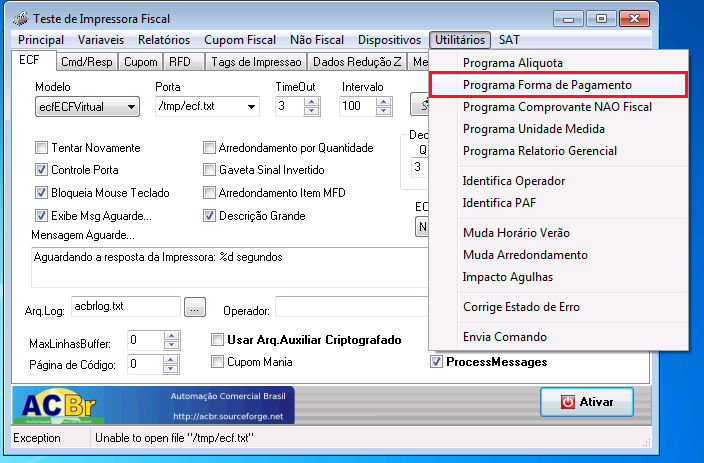 Teste de Impressora Fiscal
Principal Variaveis Relatórios Cupom Fiscal Não Fiscal Dispositivos Utilitários SAT
ECF Cmd/Resp Cupom RFD Tags de Impressao Dados Redução Z Me
Modelo Porta TimeOut Intervalo
ecfECFVirtual /tmp/ecf.txt 3 100
Tentar Novamente Arredondamento por Quantidade
Controle Porta Gaveta Sinal Invertido
Bloqueia Mouse Teclado Arredondamento Item MFD
Exibe Msg Aguarde... Descrição Grande
Dec
Q
3
EC
N
Mensagem Aguarde...
Aguardando a resposta da Impressora: %d segundos
Arq.Log: acbrlog.txt ... Operador:
MaxLinhasBuffer: 0 Usar Arq.Auxiliar Criptografado
Página de Código: 0 Cupom Mania ProcessMessages
Programa Aliquota
Programa Forma de Pagamento
Programa Comprovante NAO Fiscal
Programa Unidade Medida
Programa Relatorio Gerencial
Identifica Operador
Identifica PAF
Muda Horário Verão
Muda Arredondamento
Impacto Agulhas
Corrige Estado de Erro
Envia Comando
ACBr
Automação Comercial Brasil
http://acbr.sourceforge.net
Ativar
Exception Unable to open file "/tmp/ecf.txt"